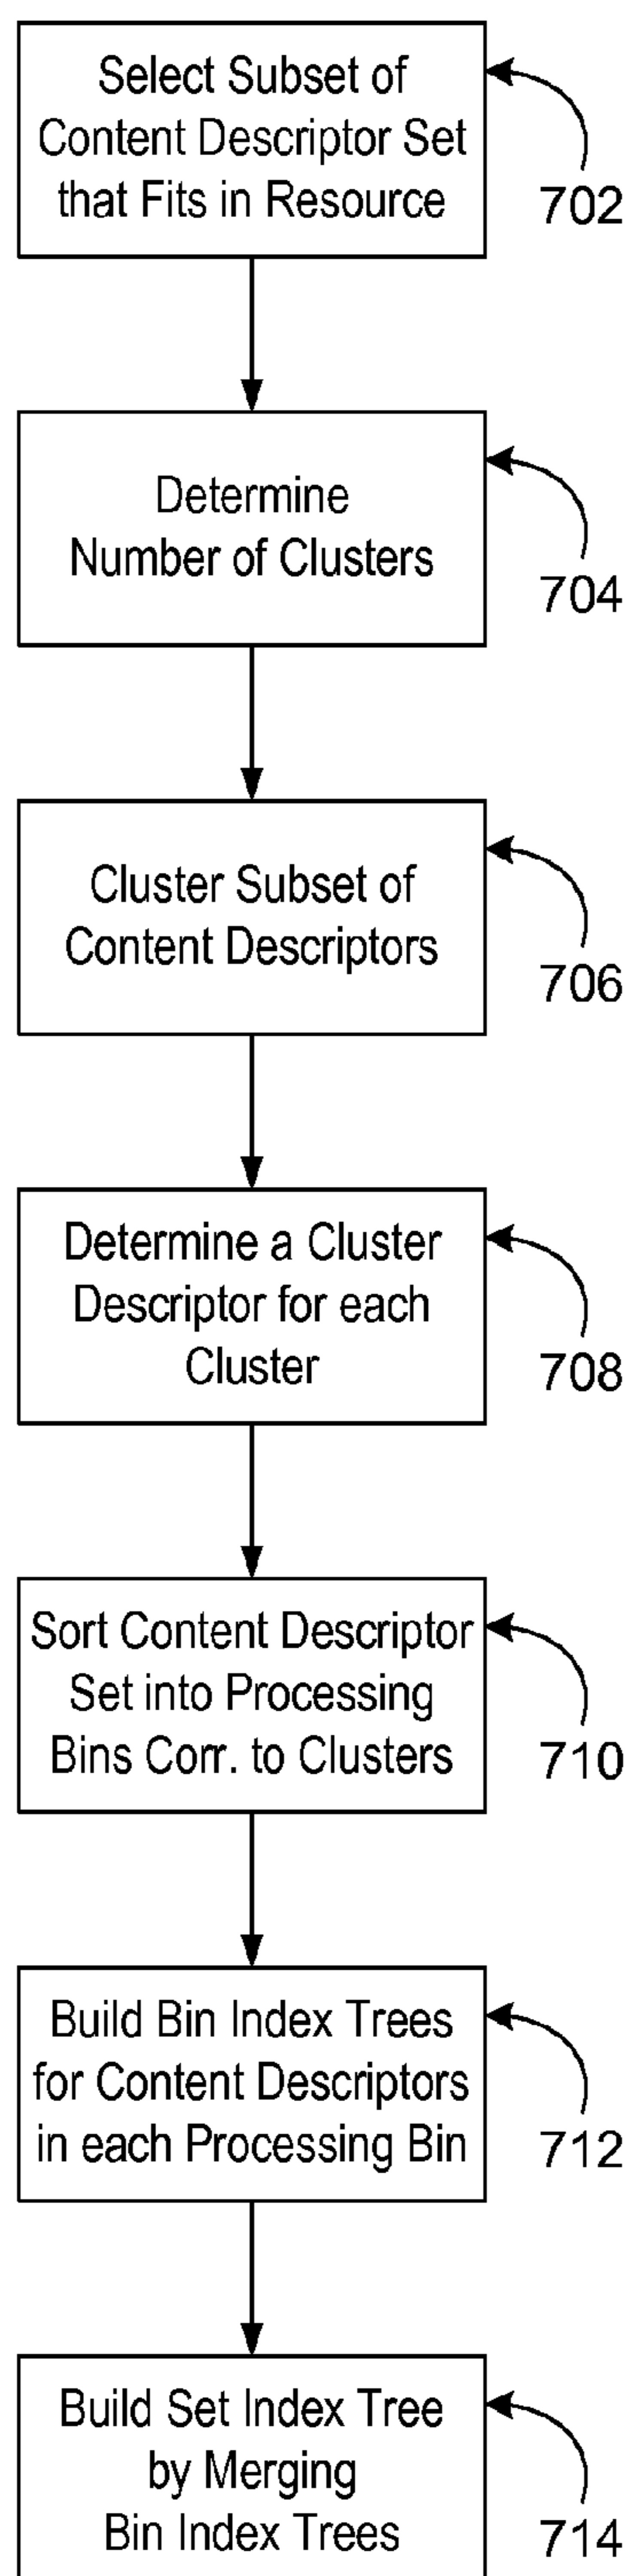 Select Subset of
Content Descriptor Set
that Fits in Resource
702
Determine
Number of Clusters
704
Cluster Subset of
Content Descriptors
706
Determine a Cluster
Descriptor for each
Cluster
708
Sort Content Descriptor
Set into Processing
Bins Corr. to Clusters
710
Build Bin Index Trees
for Content Descriptors
in each Processing Bin
712
Build Set Index Tree
by Merging
Bin Index Trees
714